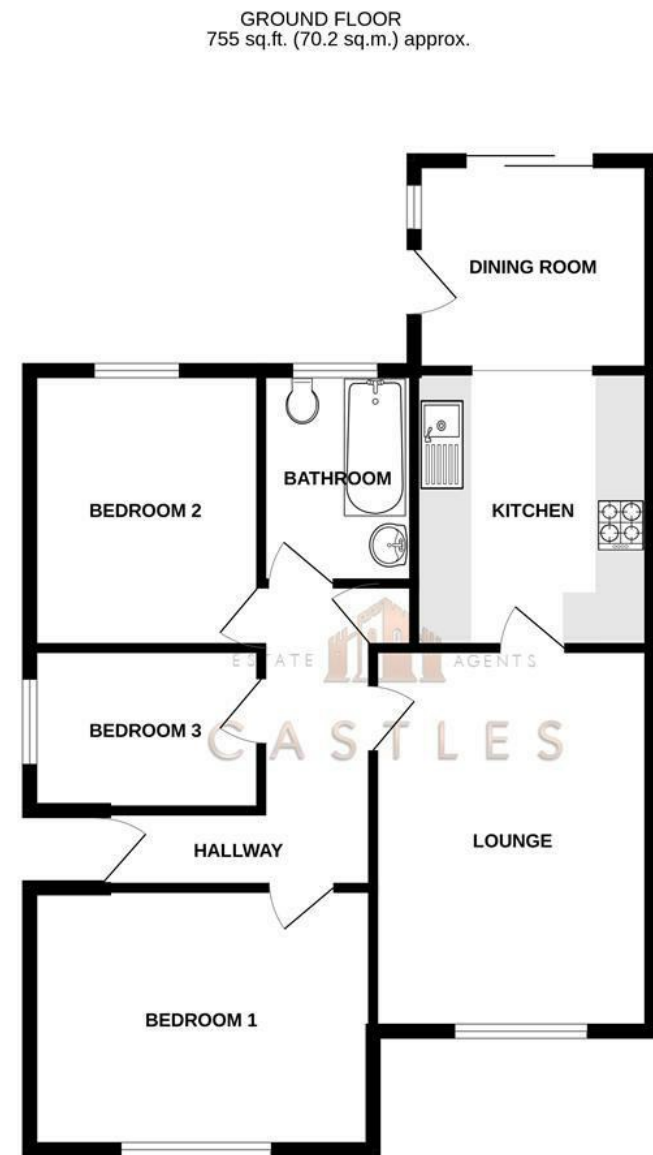 GROUND FLOOR
755 sq.ft. (70.2 sq.m.) approx.
DINING ROOM
BATHROOM
BEDROOM 2
KITCHEN
ESTATE AGENTS
BEDROOM 3
CASTLES
LOUNGE
HALLWAY
BEDROOM 1